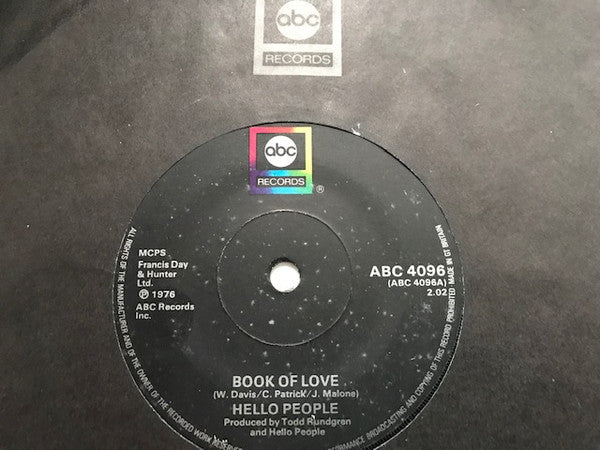 abc
RECORDS
abc
RECORDS ®
MCPS
Francis Day
& Hunter
Ltd.
℗ 1976
ABC Records
Inc.
ABC 4096
(ABC 4096A)
2.02
BOOK OF LOVE
(W. Davis/C. Patrick/J. Malone)
HELLO PEOPLE
Produced by Todd Rundgren
and Hello People
ALL RIGHTS OF THE MANUFACTURER AND OF THE OWNER OF THE RECORDED WORK RESERVED
PERFORMANCE BROADCASTING AND COPYING OF THIS RECORD PROHIBITED MADE IN GT BRITAIN